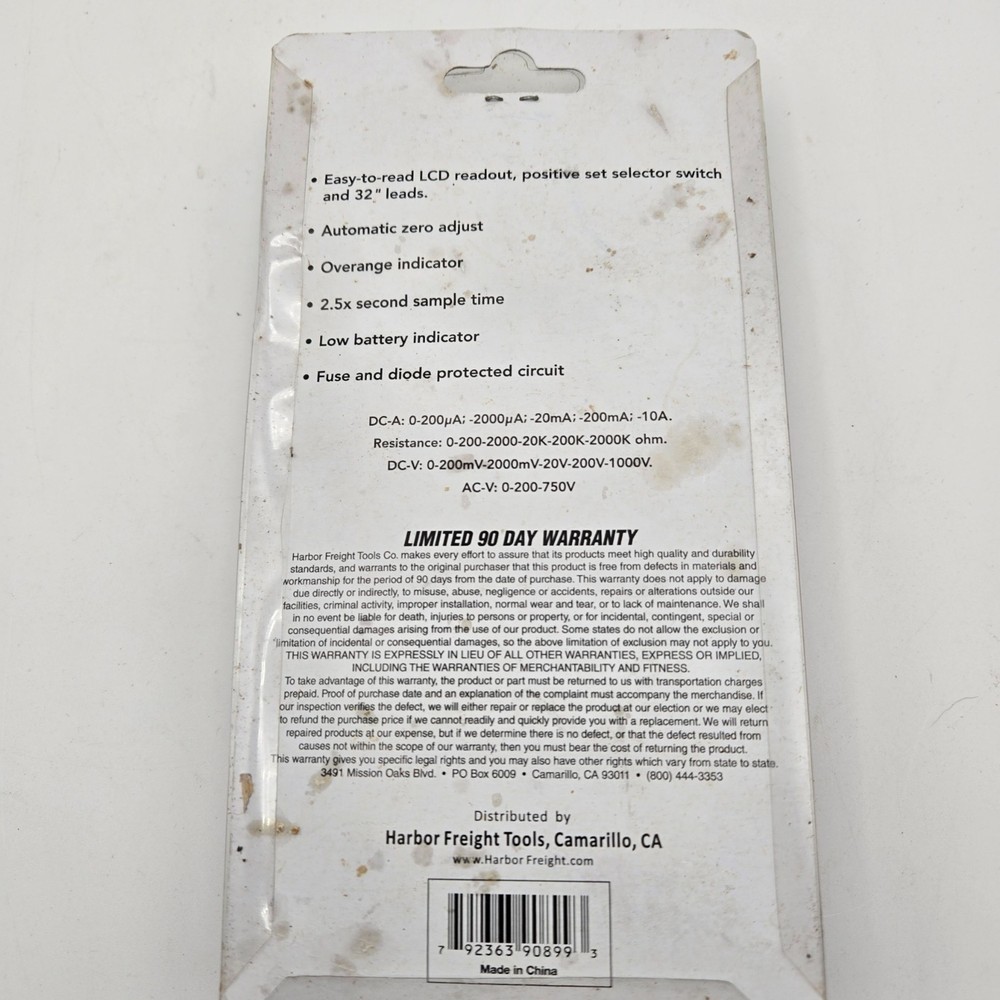 • Easy-to-read LCD readout, positive set selector switch
and 32" leads.
• Automatic zero adjust
• Overange indicator
• 2.5x second sample time
• Low battery indicator
• Fuse and diode protected circuit
DC-A: 0-200µA; -2000µA; -20mA; -200mA; -10A.
Resistance: 0-200-2000-20K-200K-2000K ohm.
DC-V: 0-200mV-2000mV-20V-200V-1000V.
AC-V: 0-200-750V
LIMITED 90 DAY WARRANTY
Harbor Freight Tools Co. makes every effort to assure that its products meet high quality and durability
standards, and warrants to the original purchaser that this product is free from defects in materials and
workmanship for the period of 90 days from the date of purchase. This warranty does not apply to damage
due directly or indirectly, to misuse, abuse, negligence or accidents, repairs or alterations outside our
facilities, criminal activity, improper installation, normal wear and tear, or to lack of maintenance. We shall
in no event be liable for death, injuries to persons or property, or for incidental, contingent, special or
consequential damages arising from the use of our product. Some states do not allow the exclusion or
limitation of incidental or consequential damages, so the above limitation of exclusion may not apply to you.
THIS WARRANTY IS EXPRESSLY IN LIEU OF ALL OTHER WARRANTIES, EXPRESS OR IMPLIED,
INCLUDING THE WARRANTIES OF MERCHANTABILITY AND FITNESS.
To take advantage of this warranty, the product or part must be returned to us with transportation charges
prepaid. Proof of purchase date and an explanation of the complaint must accompany the merchandise. If
our inspection verifies the defect, we will either repair or replace the product at our election or we may elect
to refund the purchase price if we cannot readily and quickly provide you with a replacement. We will return
repaired products at our expense, but if we determine there is no defect, or that the defect resulted from
causes not within the scope of our warranty, then you must bear the cost of returning the product.
This warranty gives you specific legal rights and you may also have other rights which vary from state to state.
3491 Mission Oaks Blvd. • PO Box 6009 • Camarillo, CA 93011 • (800) 444-3353
Distributed by
Harbor Freight Tools, Camarillo, CA
www.Harbor Freight.com
7 92363 90899 3
Made in China